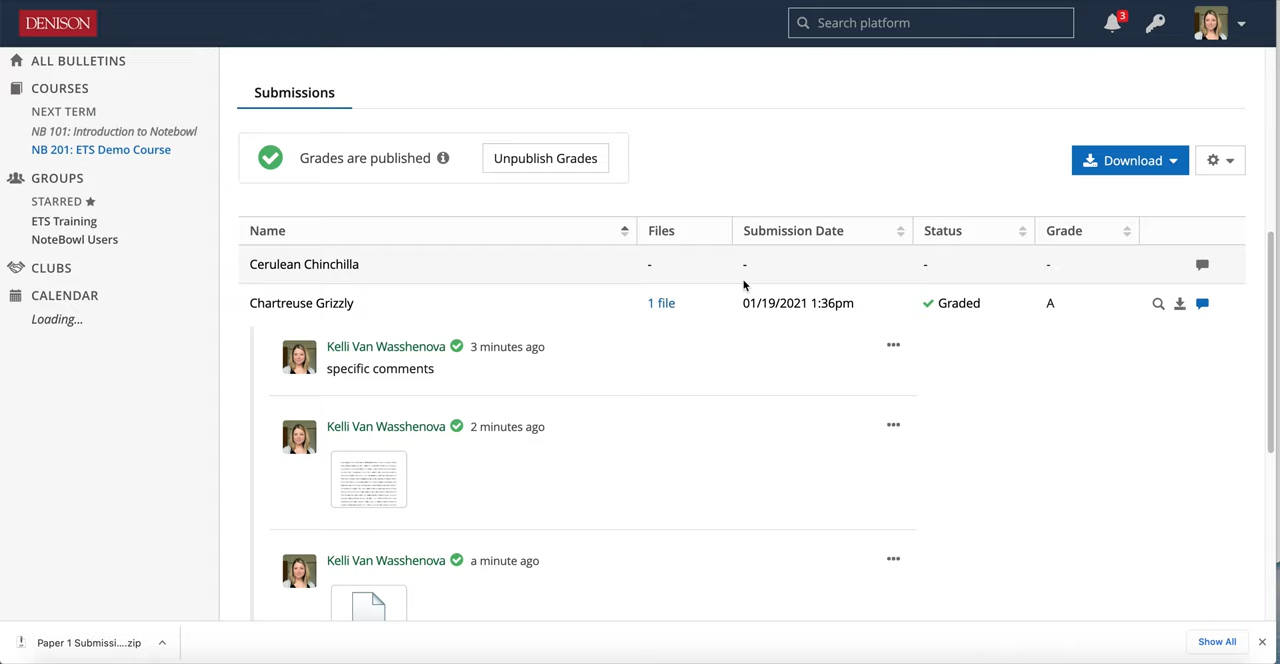 DENISON
Search platform
3
ALL BULLETINS
COURSES
NEXT TERM
NB 101: Introduction to Notebowl
NB 201: ETS Demo Course
GROUPS
STARRED
ETS Training
NoteBowl Users
CLUBS
CALENDAR
Loading...
Submissions
Grades are published
Unpublish Grades
Download
Name Files Submission Date Status Grade
Cerulean Chinchilla - - - -
Chartreuse Grizzly 1 file 01/19/2021 1:36pm Graded A
Kelli Van Wasshenova 3 minutes ago
specific comments
Kelli Van Wasshenova 2 minutes ago
Kelli Van Wasshenova a minute ago
Paper 1 Submissi....zip
Show All